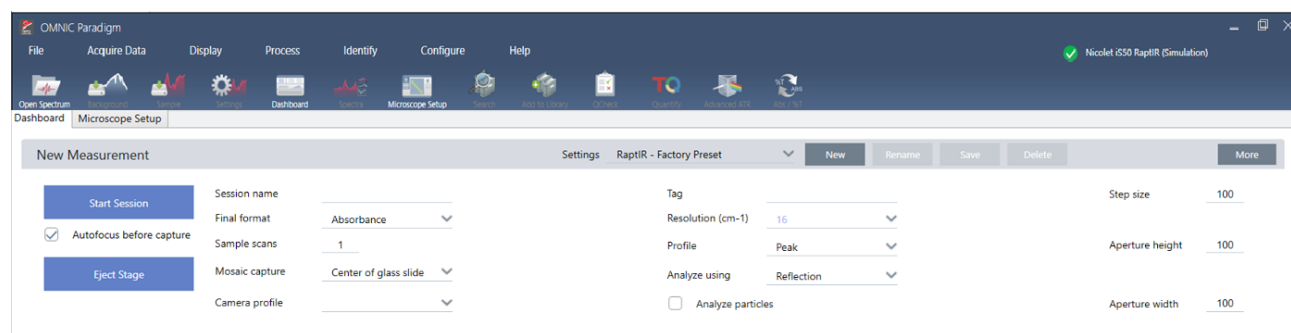 OMNIC Paradigm
File Acquire Data Display Process Identify Configure Help
Nicolet iS50 RaptIR (Simulation)
TQ %T ABS
Open Spectrum Background Sample Settings Dashboard Spectra Microscope Setup Search Add to Library QCheck Quantify Advanced ATR Abs / %T
Dashboard Microscope Setup
New Measurement Settings RaptIR - Factory Preset New Rename Save Delete More
Start Session Session name Tag Step size 100
Final format Absorbance Resolution (cm-1) 16
Autofocus before capture Sample scans 1 Profile Peak Aperture height 100
Eject Stage Mosaic capture Center of glass slide Analyze using Reflection
Camera profile Analyze particles Aperture width 100